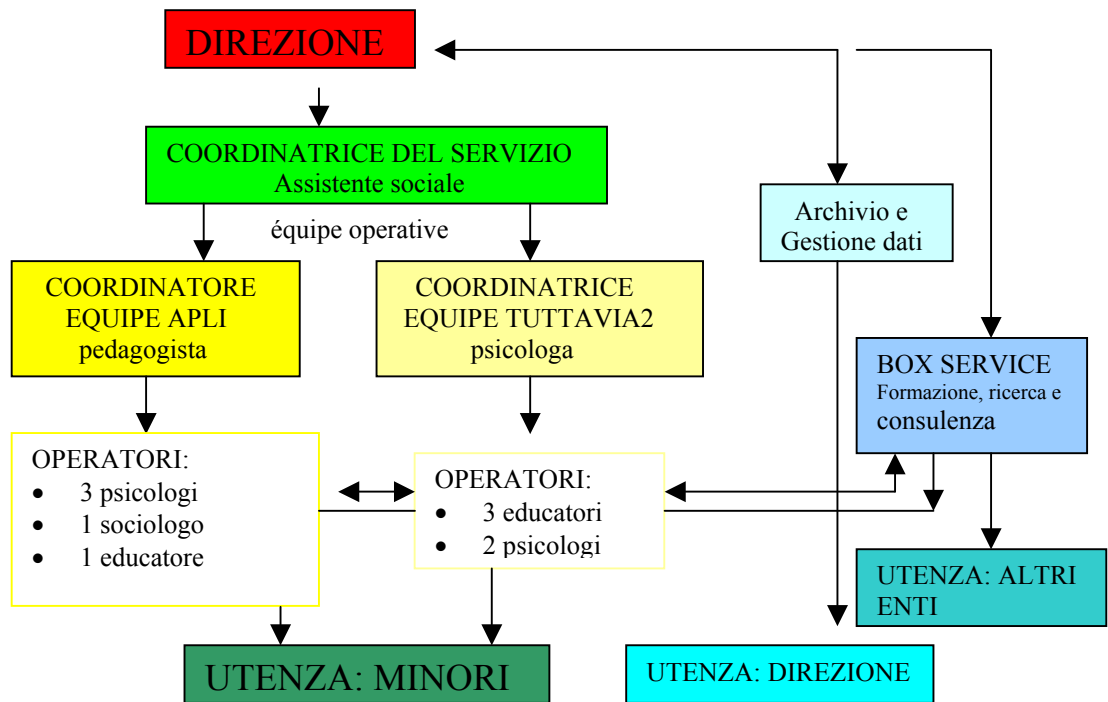 DIREZIONE
COORDINATRICE DEL SERVIZIO
Assistente sociale
équipe operative
Archivio e
Gestione dati
COORDINATORE
EQUIPE APLI
pedagogista
COORDINATRICE
EQUIPE TUTTAVIA2
psicologa
BOX SERVICE
Formazione, ricerca e
consulenza
OPERATORI:
• 3 psicologi
• 1 sociologo
• 1 educatore
OPERATORI:
• 3 educatori
• 2 psicologi
UTENZA: ALTRI
ENTI
UTENZA: MINORI
UTENZA: DIREZIONE